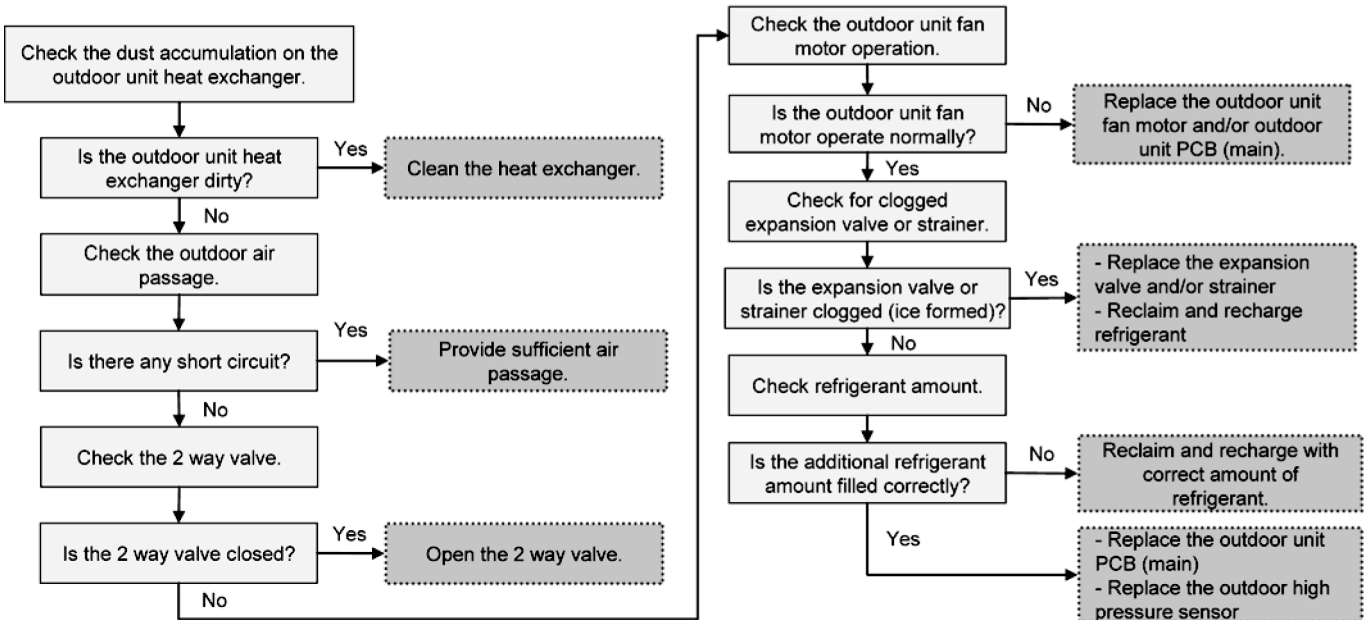 Check the dust accumulation on the
outdoor unit heat exchanger.
Is the outdoor unit heat
exchanger dirty?
Yes
Clean the heat exchanger.
No
Check the outdoor air
passage.
Is there any short circuit?
Yes
Provide sufficient air
passage.
No
Check the 2 way valve.
Is the 2 way valve closed?
Yes
Open the 2 way valve.
No
Check the outdoor unit fan
motor operation.
Is the outdoor unit fan
motor operate normally?
No
Replace the outdoor unit
fan motor and/or outdoor
unit PCB (main).
Yes
Check for clogged
expansion valve or strainer.
Is the expansion valve or
strainer clogged (ice formed)?
Yes
- Replace the expansion
valve and/or strainer
- Reclaim and recharge
refrigerant
No
Check refrigerant amount.
Is the additional refrigerant
amount filled correctly?
No
Reclaim and recharge with
correct amount of
refrigerant.
Yes
- Replace the outdoor unit
PCB (main)
- Replace the outdoor high
pressure sensor